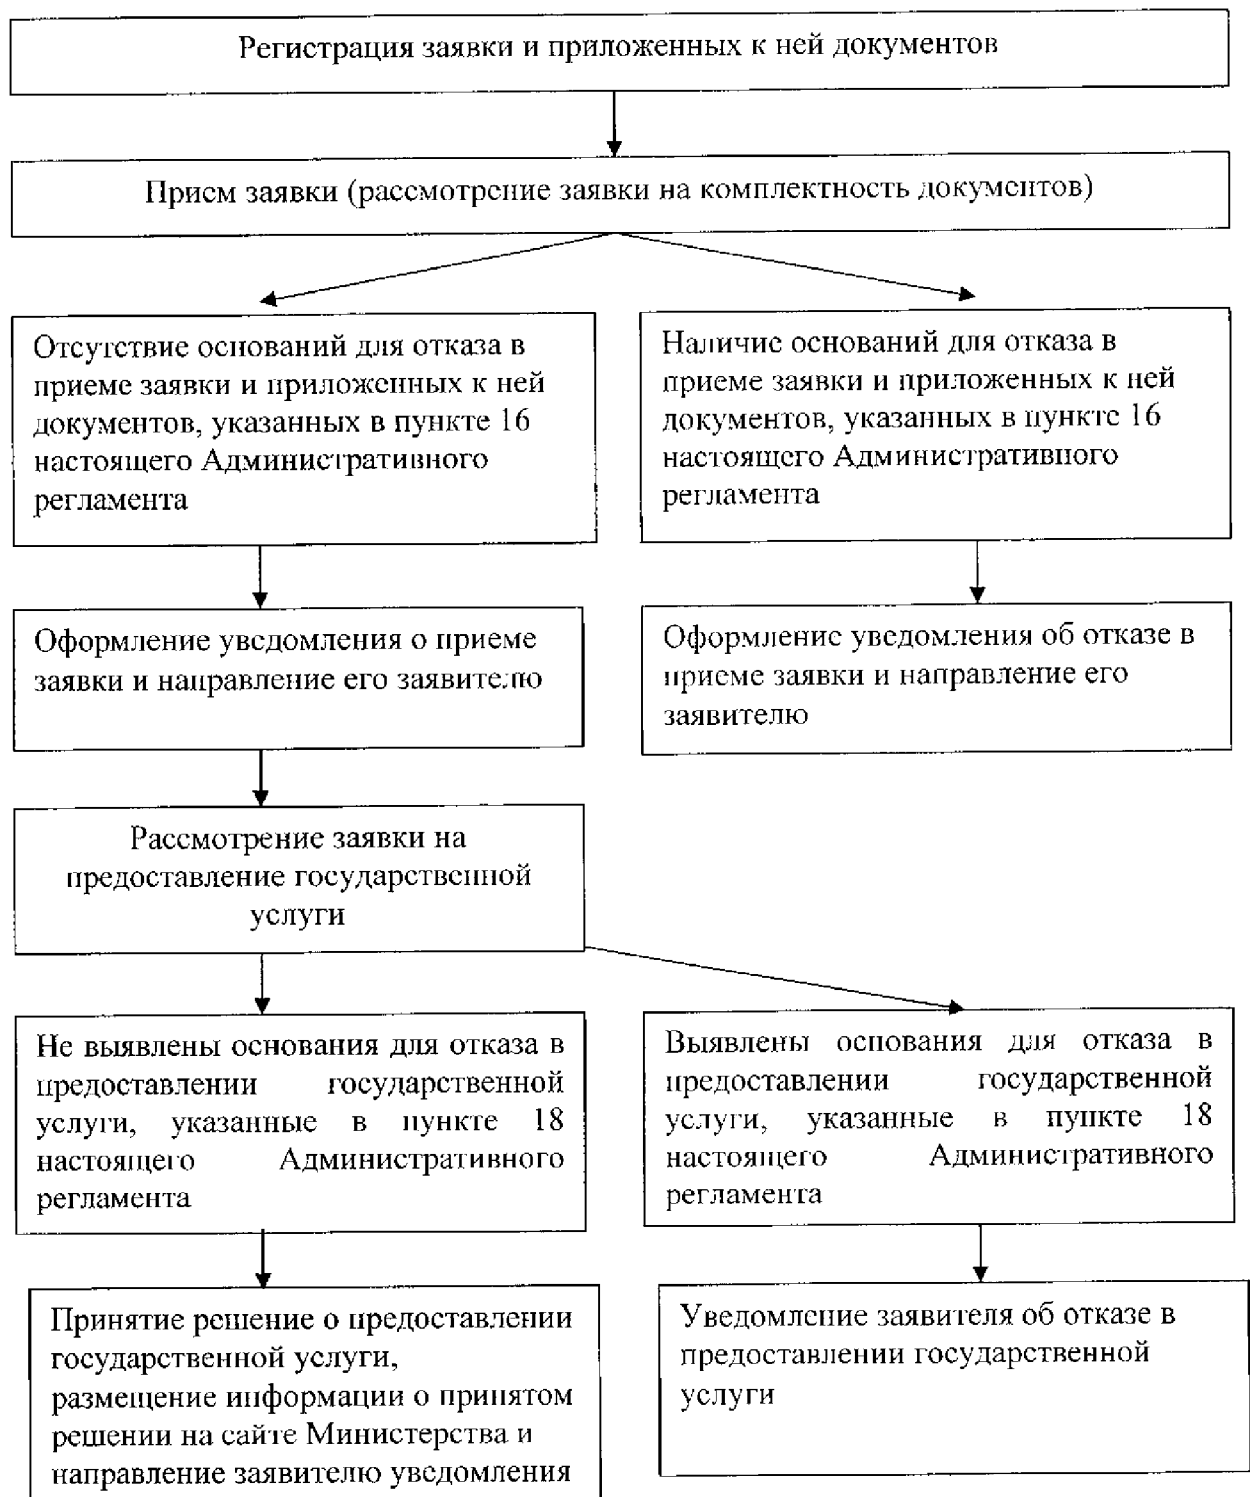 Регистрация заявки и приложенных к ней документов
Прием заявки (рассмотрение заявки на комплектность документов)
Отсутствие оснований для отказа в
приеме заявки и приложенных к ней
документов, указанных в пункте 16
настоящего Административного
регламента
Наличие оснований для отказа в
приеме заявки и приложенных к ней
документов, указанных в пункте 16
настоящего Административного
регламента
Оформление уведомления о приеме
заявки и направление его заявителю
Оформление уведомления об отказе в
приеме заявки и направление его
заявителю
Рассмотрение заявки на
предоставление государственной
услуги
Не выявлены основания для отказа в
предоставлении государственной
услуги, указанные в пункте 18
настоящего Административного
регламента
Выявлены основания для отказа в
предоставлении государственной
услуги, указанные в пункте 18
настоящего Административного
регламента
Принятие решение о предоставлении
государственной услуги,
размещение информации о принятом
решении на сайте Министерства и
направление заявителю уведомления
Уведомление заявителя об отказе в
предоставлении государственной
услуги